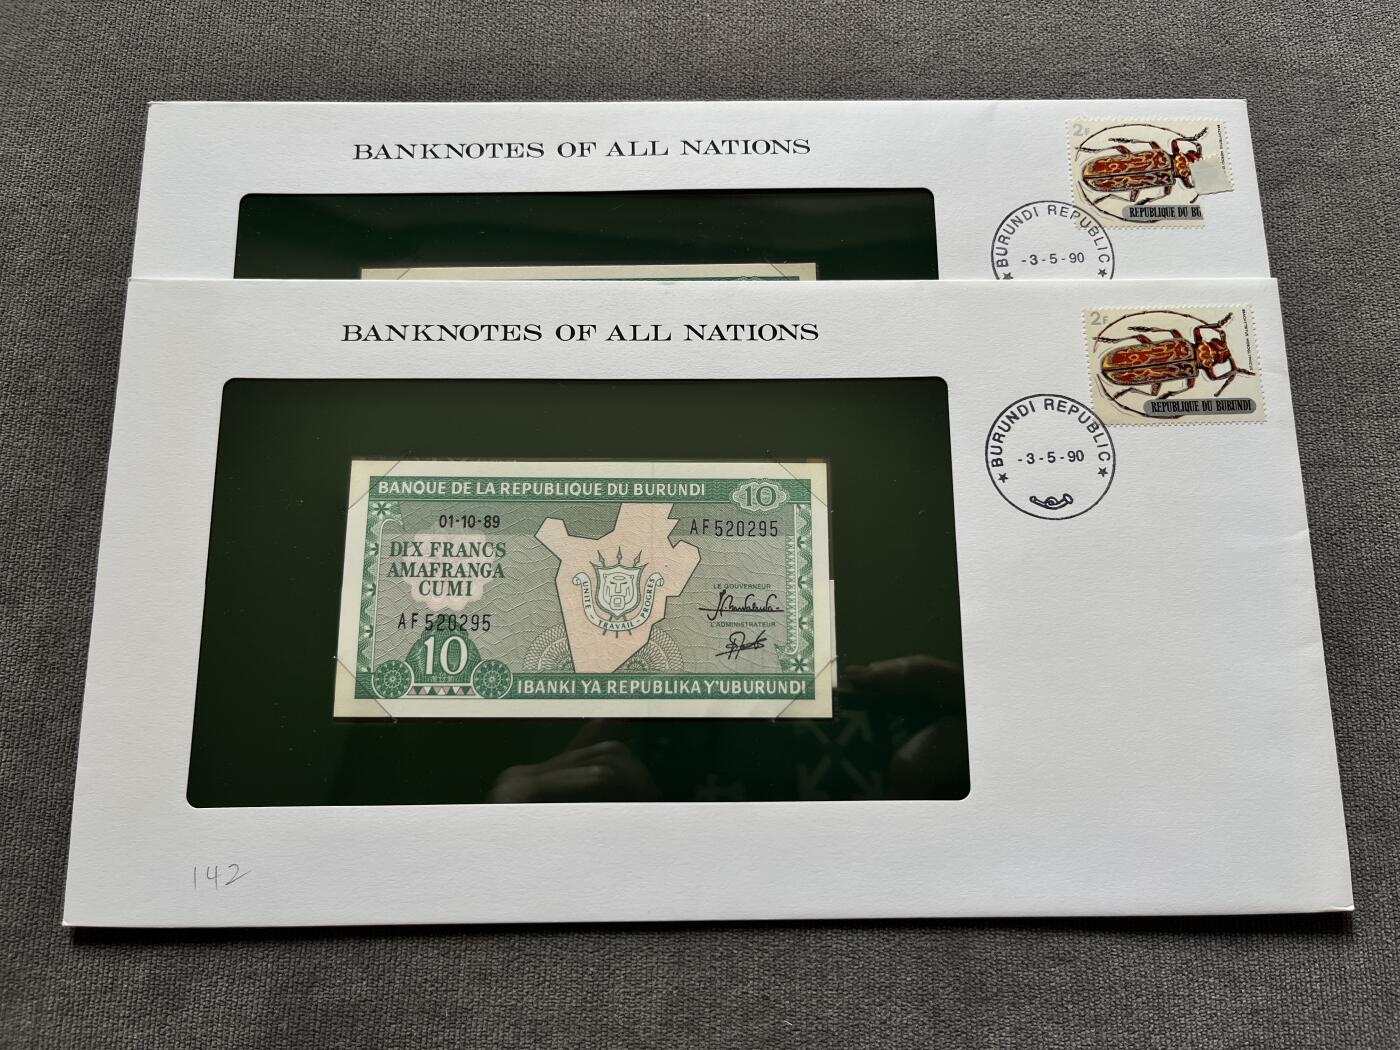 BANKNOTES OF ALL NATIONS
2F
REPUBLIQUE DU BU
BURUNDI REPUBLIC
-3-5-90
BANKNOTES OF ALL NATIONS
2F
REPUBLIQUE DU BURUNDI
★ BURUNDI REPUBLIC ★
-3-5-90
BANQUE DE LA REPUBLIQUE DU BURUNDI
10
01-10-89
AF520295
DIX FRANCS
AMAFRANGA
CUMI
LE GOUVERNEUR
UNITE - TRAVAIL - PROGRES
L'ADMINISTRATEUR
AF520295
10
IBANKI YA REPUBLIKA Y'UBURUNDI
142